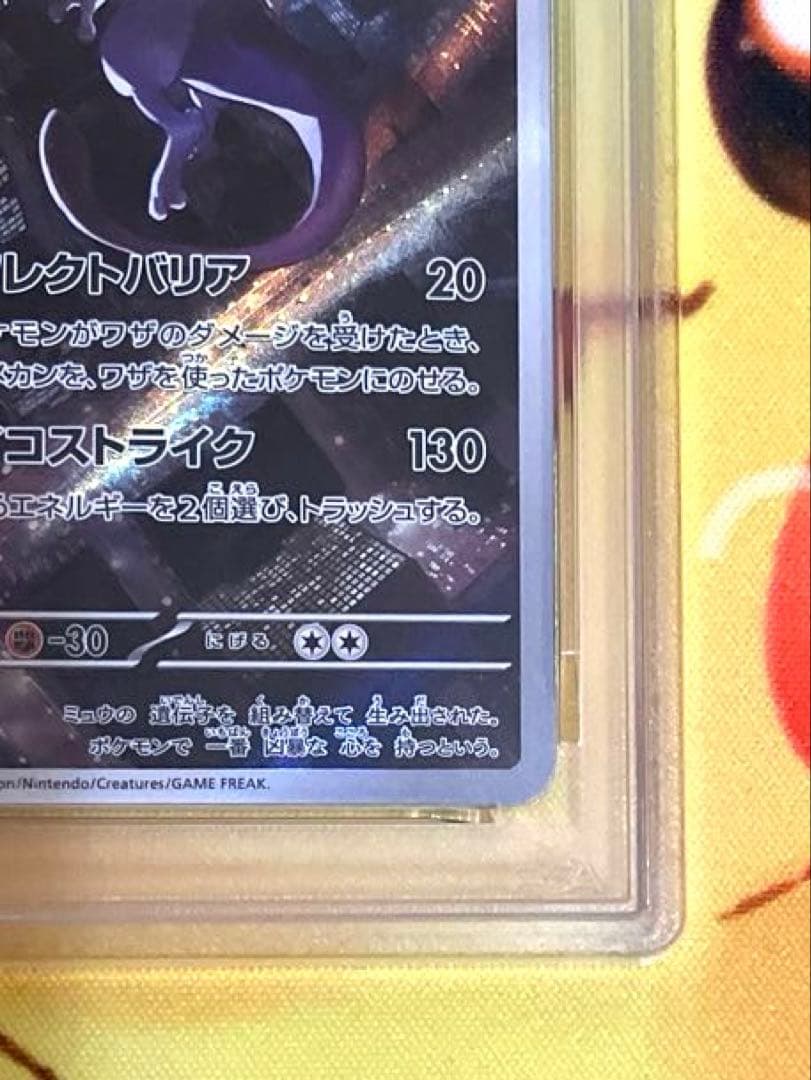 レクトバリア 20
ケモンがワザのダメージを受けたとき、
メカンを、ワザを使ったポケモンにのせる。
イコストライク 130
るエネルギーを2個選び、トラッシュする。
-30 にげる
ミュウの 遺伝子を 組み替えて 生み出された。
ポケモンで 一番 凶暴な 心を 持つという。
on/Nintendo/Creatures/GAME FREAK.